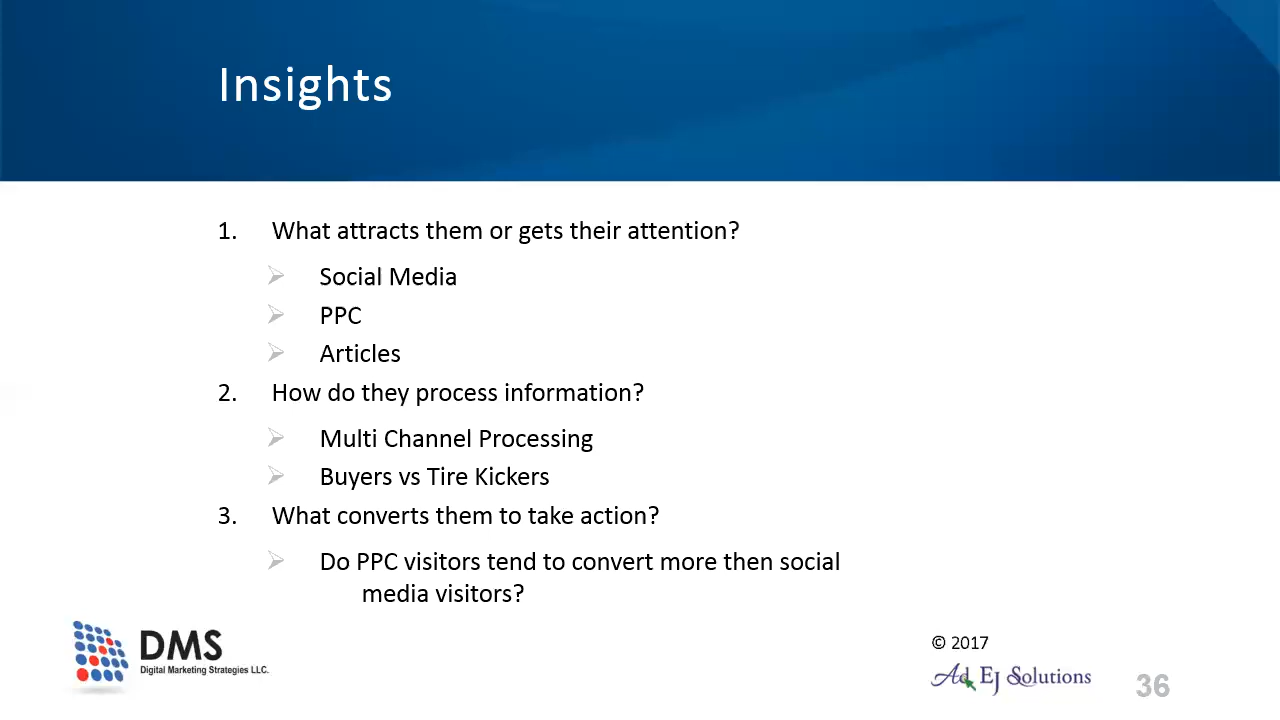 Insights
1. What attracts them or gets their attention?
Social Media
PPC
Articles
2. How do they process information?
Multi Channel Processing
Buyers vs Tire Kickers
3. What converts them to take action?
Do PPC visitors tend to convert more then social
media visitors?
DMS
Digital Marketing Strategies LLC.
© 2017
Ad Ej Solutions
36